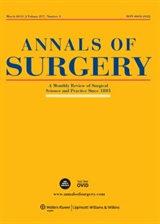 ANNALS OF
SURGERY
A Monthly Review of Surgical
Science and Practice Since 1885
DVD
www.annalsofsurgery.com
Wolters Kluwer
Lippincott
Williams & Wilkins